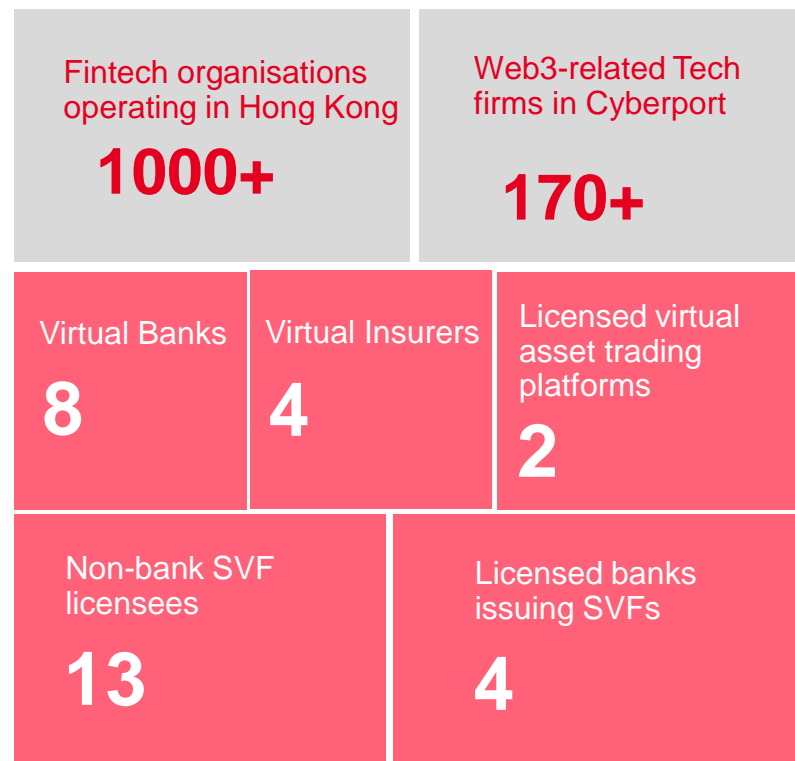 Fintech organisations
operating in Hong Kong
1000+
Web3-related Tech
firms in Cyberport
170+
Virtual Banks
8
Virtual Insurers
4
Licensed virtual
asset trading
platforms
2
Non-bank SVF
licensees
13
Licensed banks
issuing SVFs
4